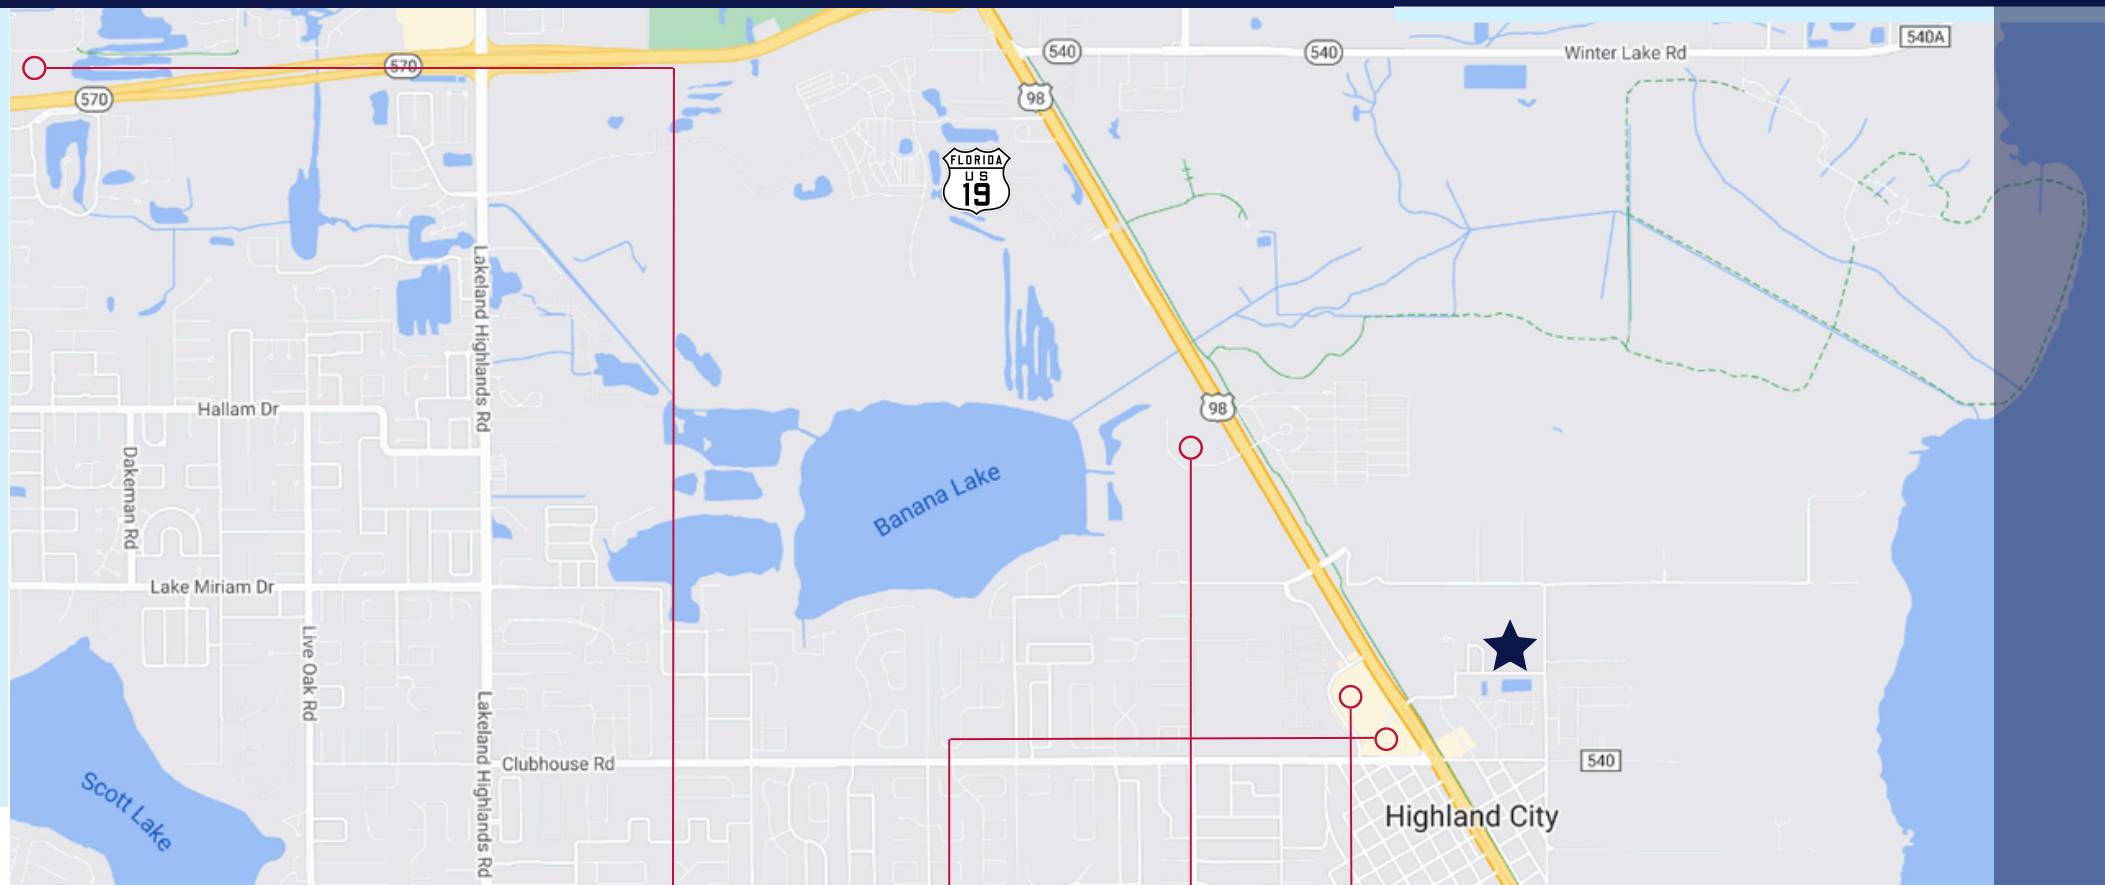 540A
540
540
Winter Lake Rd
570
98
570
FLORIDA
US
19
Lakeland Highlands Rd
Hallam Dr
98
Dakeman Rd
Banana Lake
Lake Miriam Dr
Live Oak Rd
Lakeland Highlands Rd
Clubhouse Rd
540
Scott Lake
Highland City